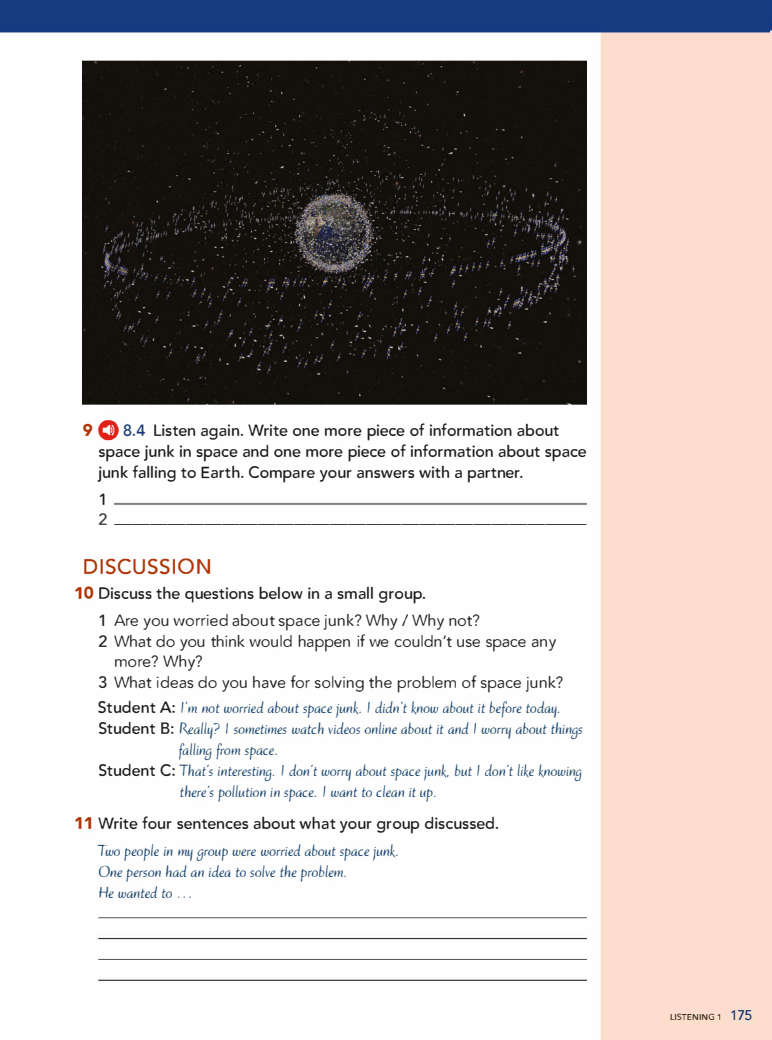 9 8.4 Listen again. Write one more piece of information about
space junk in space and one more piece of information about space
junk falling to Earth. Compare your answers with a partner.
1
2
DISCUSSION
10 Discuss the questions below in a small group.
1 Are you worried about space junk? Why / Why not?
2 What do you think would happen if we couldn't use space any
more? Why?
3 What ideas do you have for solving the problem of space junk?
Student A: I'm not worried about space junk. I didn't know about it before today.
Student B: Really? I sometimes watch videos online about it and I worry about things
falling from space.
Student C: That's interesting. I don't worry about space junk, but I don't like knowing
there's pollution in space. I want to clean it up.
11 Write four sentences about what your group discussed.
Two people in my group were worried about space junk.
One person had an idea to solve the problem.
He wanted to ...
LISTENING 1 175